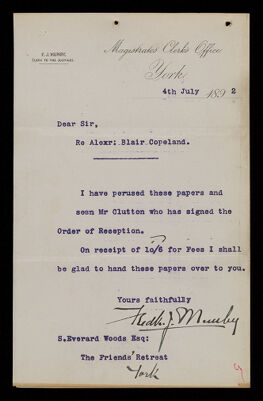 F. J. MUNBY,
CLERK TO THE JUSTICES.
Magistrates Clerks Office
York,
4th July 1892
Dear Sir,
Re Alexr: Blair Copeland.
I have perused these papers and
seen Mr Clutton who has signed the
Order of Reception.
On receipt of 10/6 for Fees I shall
be glad to hand these papers over to you.
Yours faithfully
Fredk. J. Munby
S.Everard Woods Esq:
The Friends' Retreat
York